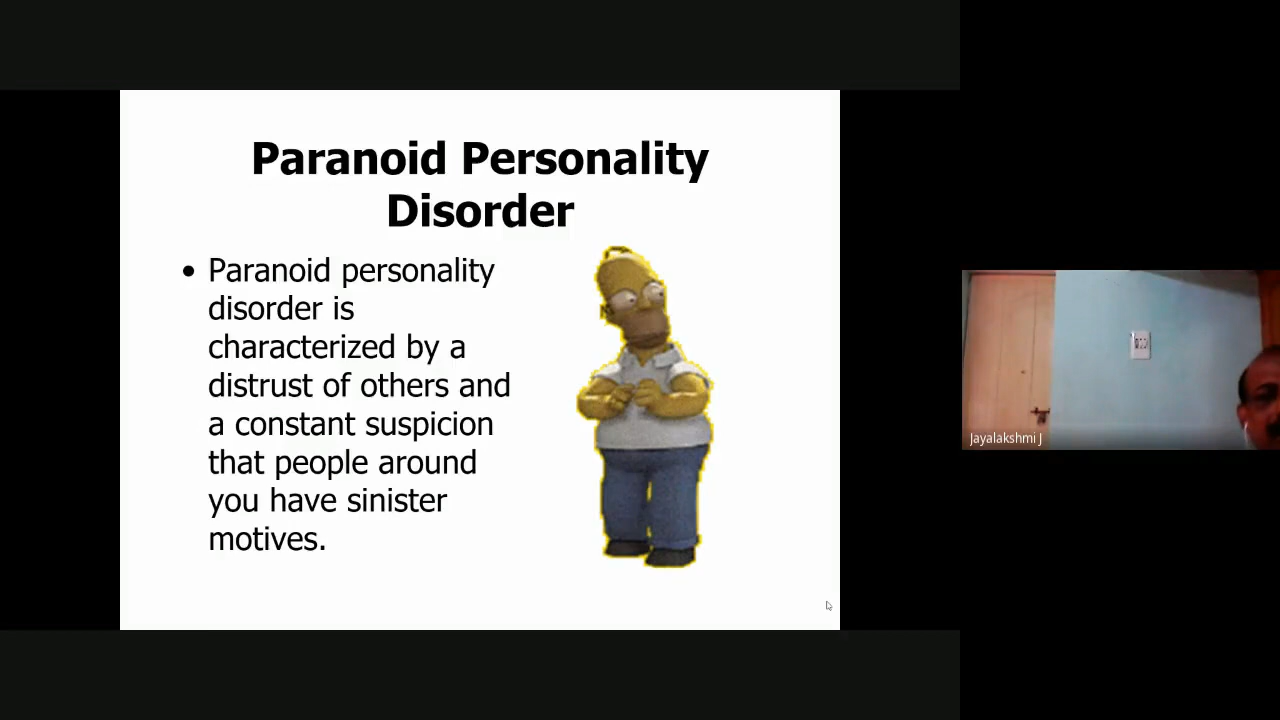 Paranoid Personality
Disorder
• Paranoid personality
disorder is
characterized by a
distrust of others and
a constant suspicion
that people around
you have sinister
motives.
Jayalakshmi J